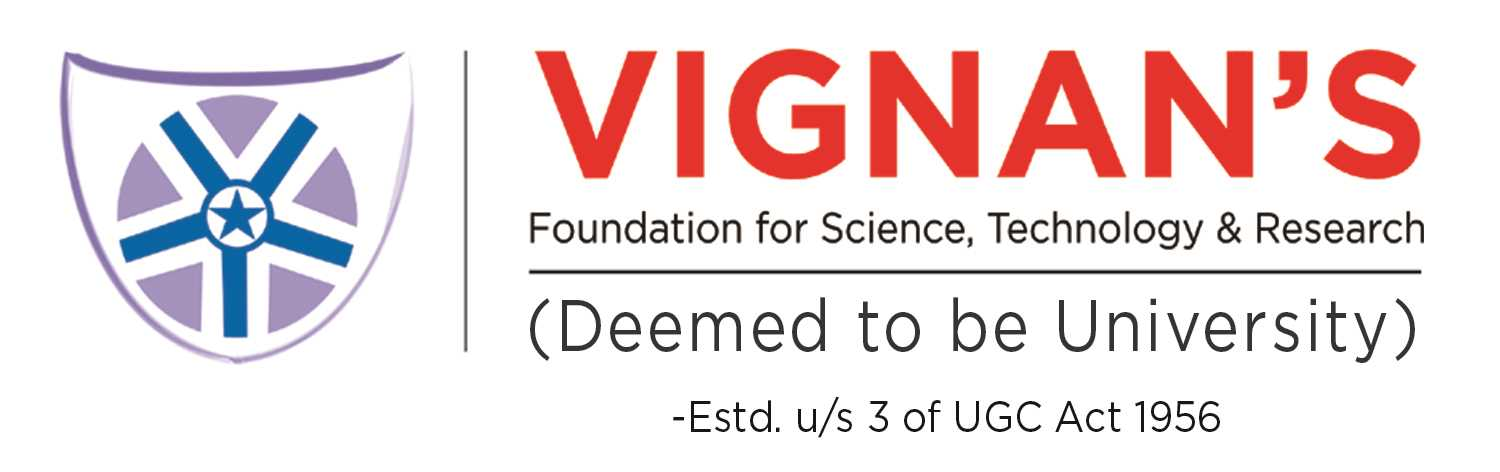 VIGNAN'S
Foundation for Science, Technology & Research
(Deemed to be University)
-Estd. u/s 3 of UGC Act 1956